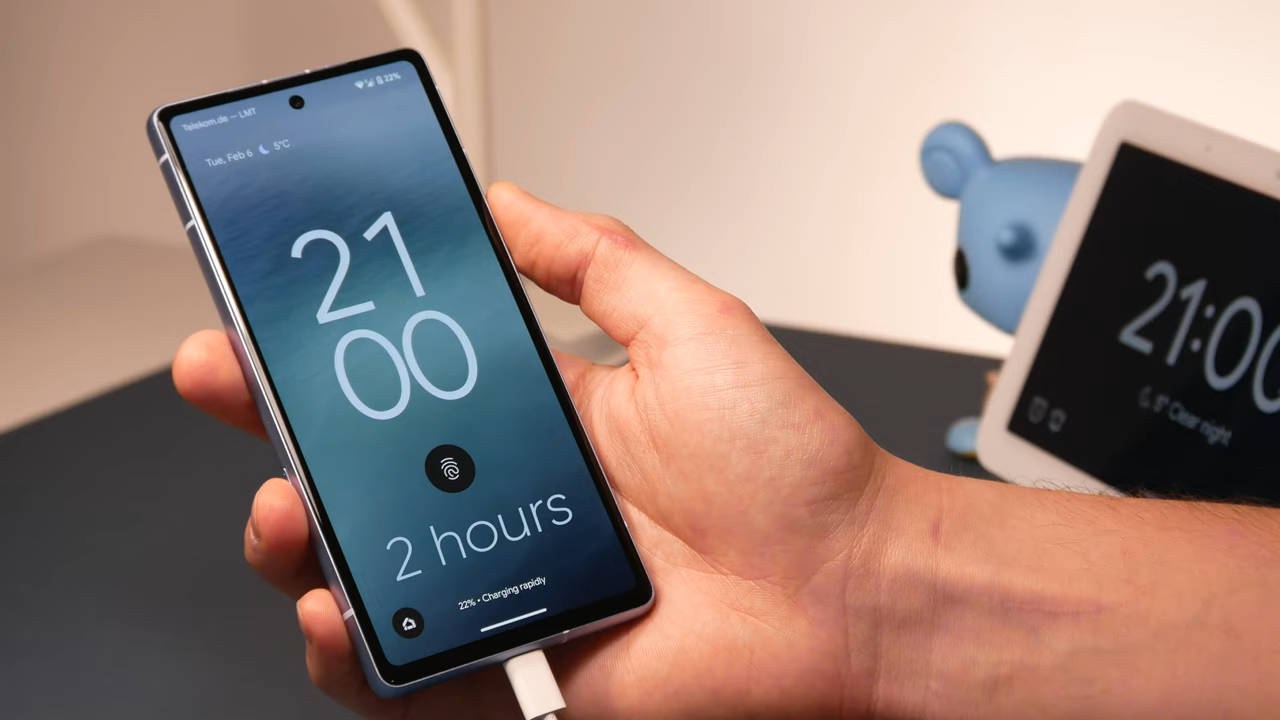 Telekom.de — LMT
22%
Tue, Feb 6 5°C
21
00
2 hours
22% • Charging rapidly
21:00
5° Clear night